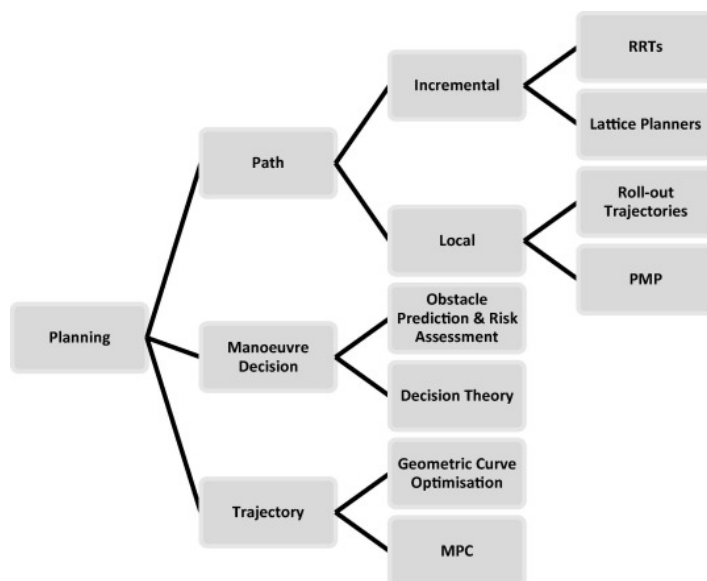 RRTs
Incremental
Lattice Planners
Path
Roll-out
Trajectories
Local
PMP
Planning
Obstacle
Prediction & Risk
Assessment
Manoeuvre
Decision
Decision Theory
Geometric Curve
Optimisation
Trajectory
MPC